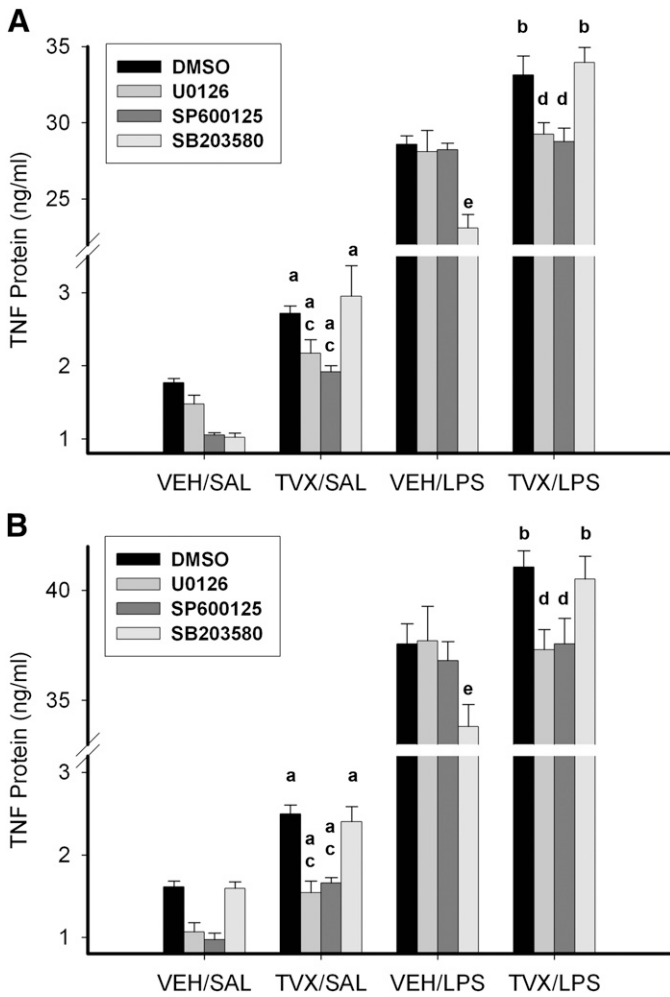 A
TNF Protein (ng/ml)
35
30
25
3
2
1
DMSO
U0126
SP600125
SB203580
a
a
c
a
c
a
e
b
d
d
b
VEH/SAL
TVX/SAL
VEH/LPS
TVX/LPS
B
TNF Protein (ng/ml)
40
35
3
2
1
DMSO
U0126
SP600125
SB203580
a
a
c
a
c
a
e
b
d
d
b
VEH/SAL
TVX/SAL
VEH/LPS
TVX/LPS